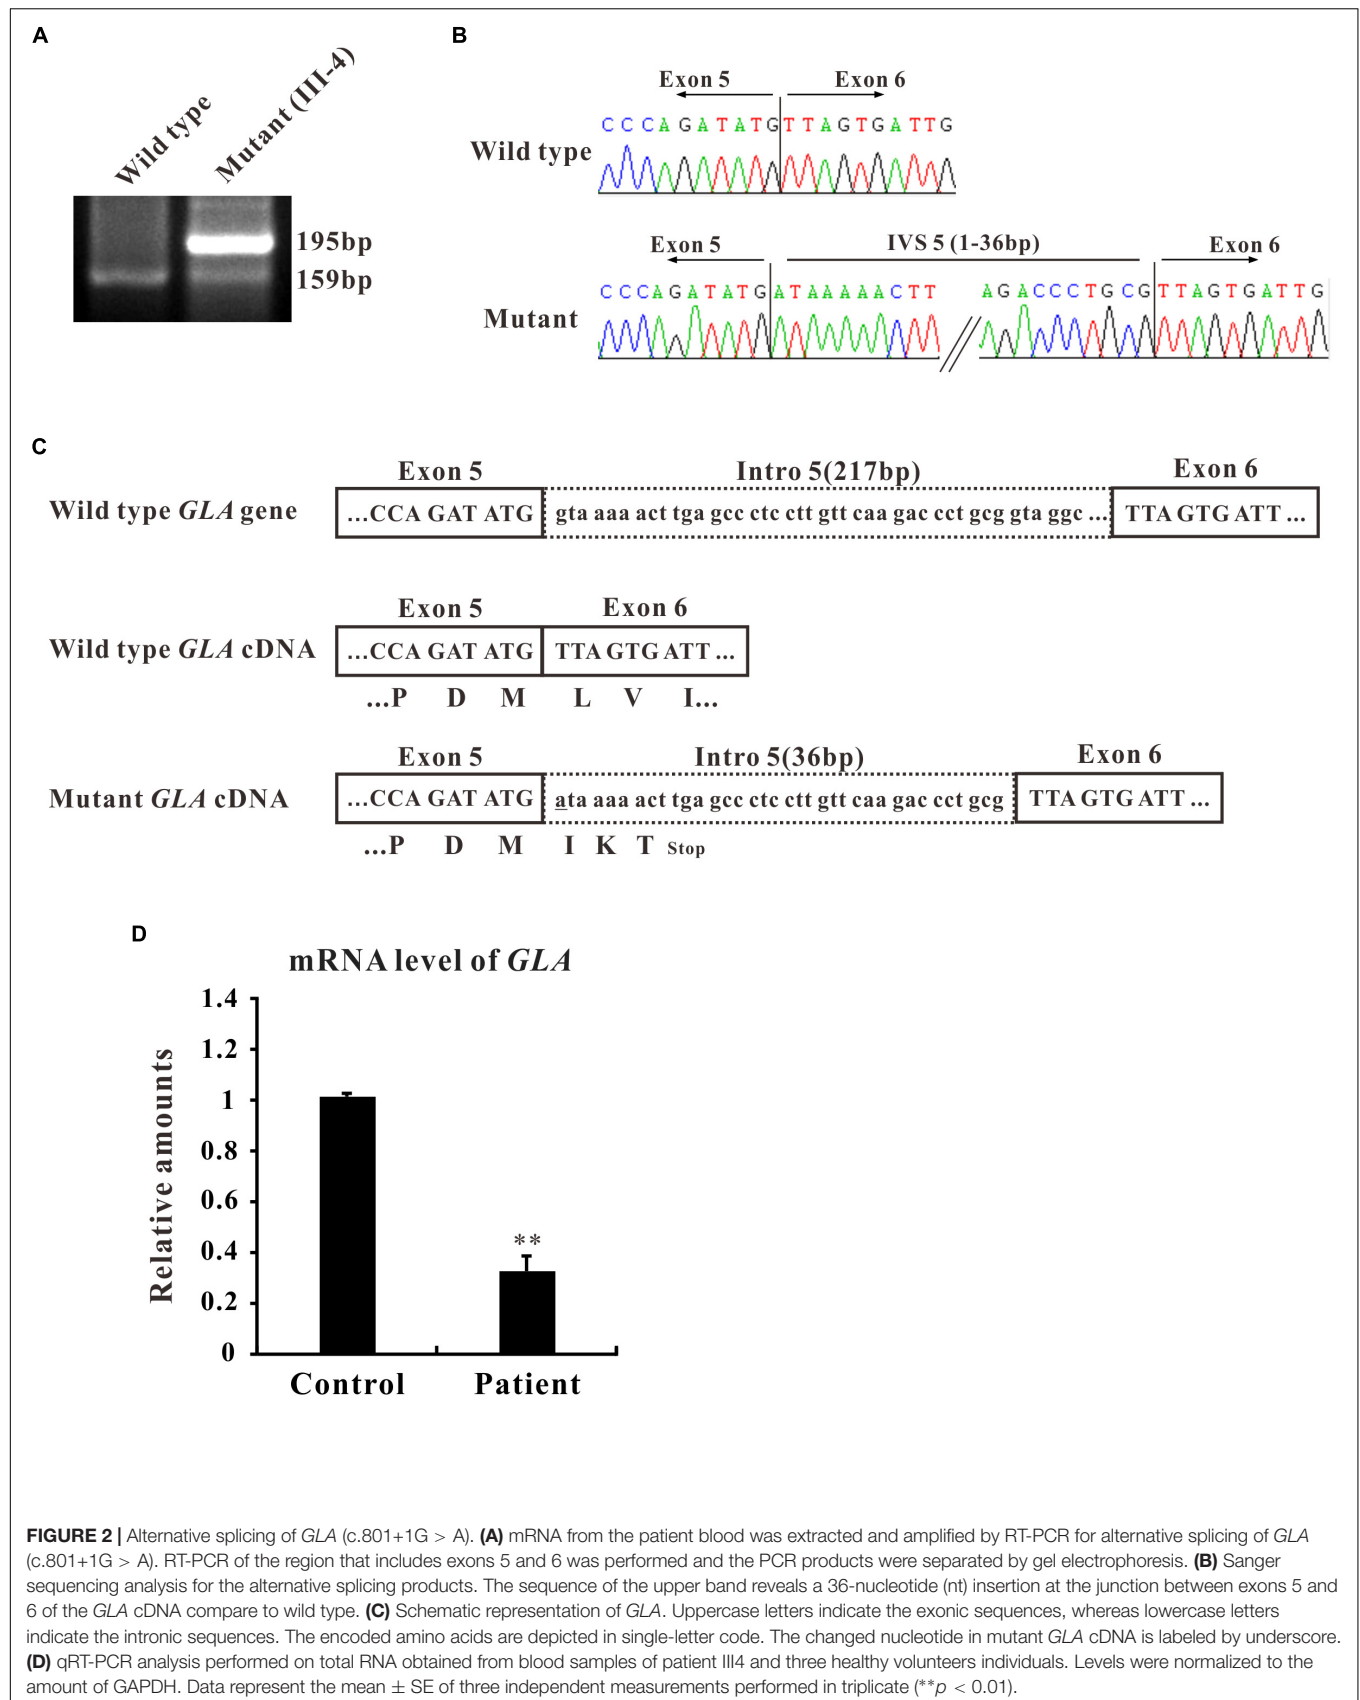 A
Wild type
Mutant (III-4)
195bp
159bp
B
Exon 5 Exon 6
C C C A G A T A T G T T A G T G A T T G
Wild type
Exon 5 IVS 5 (1-36bp) Exon 6
C C C A G A T A T G A T A A A A A C T T A G A C C C T G C G T T A G T G A T T G
Mutant
C
Exon 5 Intro 5(217bp) Exon 6
Wild type GLA gene ...CCA GAT ATG gta aaa act tga gcc ctc ctt gtt caa gac cct gcg gta ggc ... TTA GTG ATT ...
Exon 5 Exon 6
Wild type GLA cDNA ...CCA GAT ATG TTA GTG ATT ...
...P D M L V I...
Exon 5 Intro 5(36bp) Exon 6
Mutant GLA cDNA ...CCA GAT ATG ata aaa act tga gcc ctc ctt gtt caa gac cct gcg TTA GTG ATT ...
...P D M I K T Stop
D
mRNA level of GLA
Relative amounts
1.4
1.2
1
0.8
0.6
0.4
0.2
0
**
Control Patient
FIGURE 2 | Alternative splicing of GLA (c.801+1G > A). (A) mRNA from the patient blood was extracted and amplified by RT-PCR for alternative splicing of GLA
(c.801+1G > A). RT-PCR of the region that includes exons 5 and 6 was performed and the PCR products were separated by gel electrophoresis. (B) Sanger
sequencing analysis for the alternative splicing products. The sequence of the upper band reveals a 36-nucleotide (nt) insertion at the junction between exons 5 and
6 of the GLA cDNA compare to wild type. (C) Schematic representation of GLA. Uppercase letters indicate the exonic sequences, whereas lowercase letters
indicate the intronic sequences. The encoded amino acids are depicted in single-letter code. The changed nucleotide in mutant GLA cDNA is labeled by underscore.
(D) qRT-PCR analysis performed on total RNA obtained from blood samples of patient III4 and three healthy volunteers individuals. Levels were normalized to the
amount of GAPDH. Data represent the mean ± SE of three independent measurements performed in triplicate (**p < 0.01).